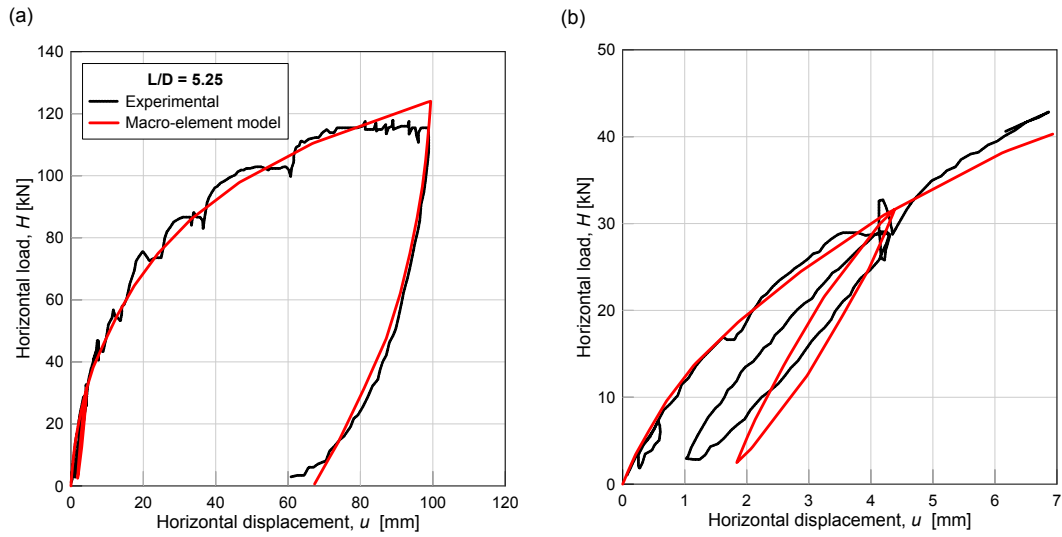 (a)
140
120
100
80
60
40
20
0
Horizontal load, H [kN]
L/D = 5.25
Experimental
Macro-element model
0 20 40 60 80 100 120
Horizontal displacement, u [mm]
(b)
50
40
30
20
10
0
Horizontal load, H [kN]
0 1 2 3 4 5 6 7
Horizontal displacement, u [mm]